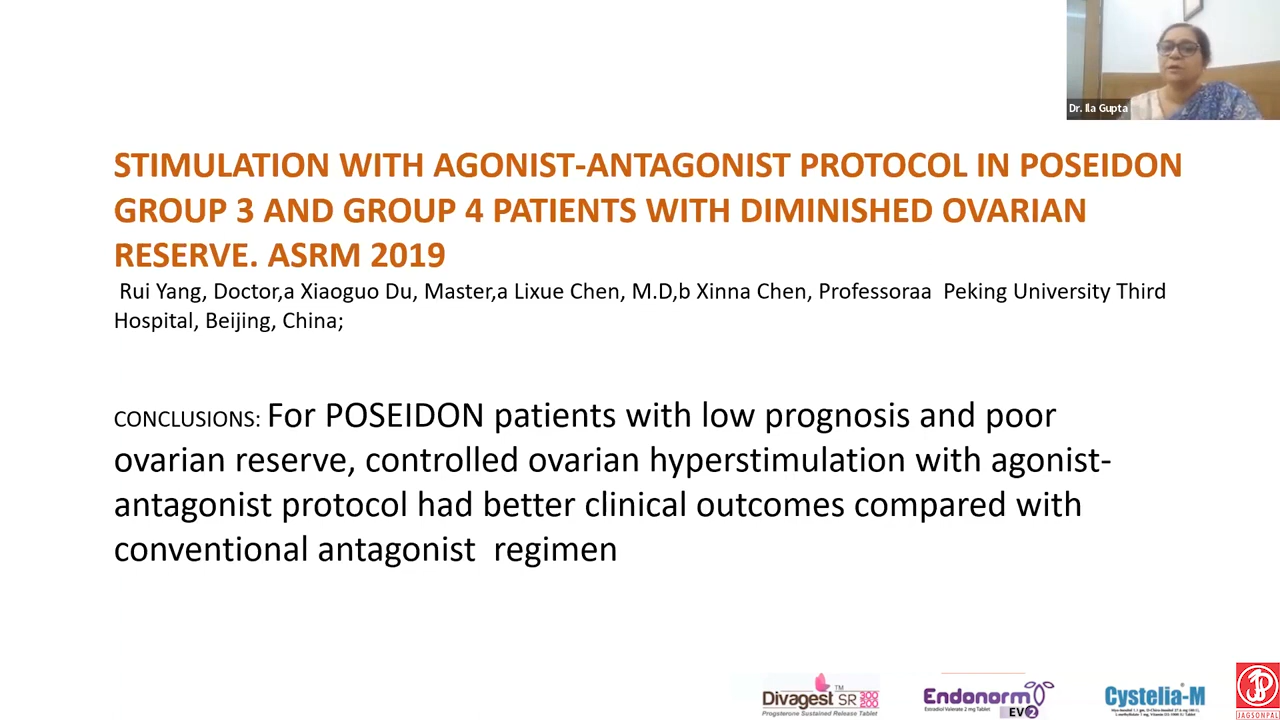 Dr. Ila Gupta
STIMULATION WITH AGONIST-ANTAGONIST PROTOCOL IN POSEIDON
GROUP 3 AND GROUP 4 PATIENTS WITH DIMINISHED OVARIAN
RESERVE. ASRM 2019
Rui Yang, Doctor,a Xiaoguo Du, Master,a Lixue Chen, M.D,b Xinna Chen, Professoraa Peking University Third
Hospital, Beijing, China;
CONCLUSIONS: For POSEIDON patients with low prognosis and poor
ovarian reserve, controlled ovarian hyperstimulation with agonist-
antagonist protocol had better clinical outcomes compared with
conventional antagonist regimen
Divagest™ SR 300 200
Progesterone Sustained Release Tablet
Endonorm
Estradiol Valerate 2 mg Tablet EV 2
Cystelia-M
JAGSONPAL